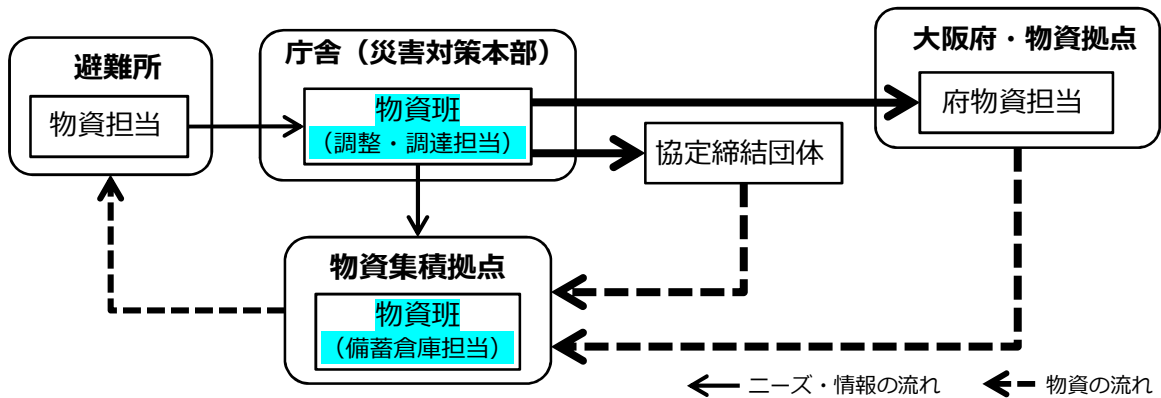 避難所
物資担当
庁舎（災害対策本部）
物資班
（調整・調達担当）
大阪府・物資拠点
府物資担当
協定締結団体
物資集積拠点
物資班
（備蓄倉庫担当）
ニーズ・情報の流れ
物資の流れ